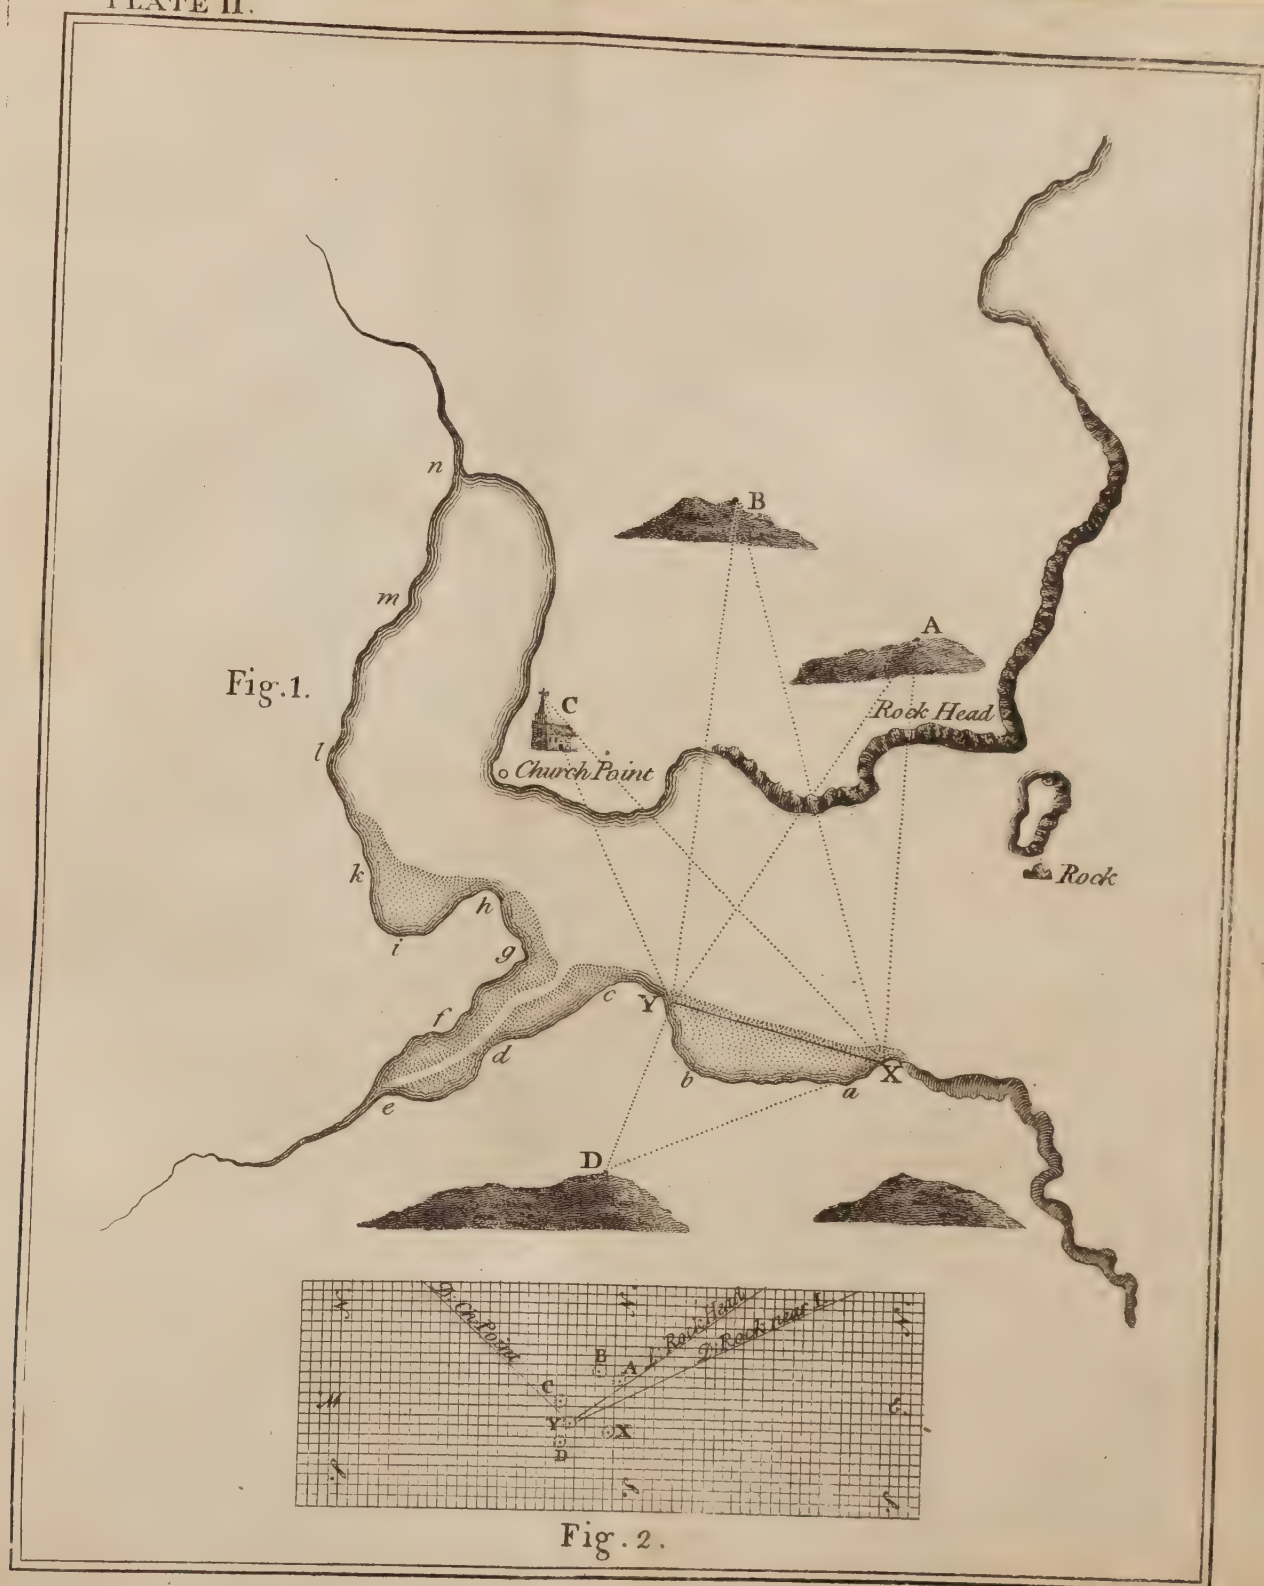 PLATE II.
n
B
m
A
Fig.1.
C
Rock Head
l
Church Point
k
Rock
h
i
g
c
Y
f
d
b
a
X
e
D
D. Ch. Point
L. Rock Head
D. Rock near L.
N
N
N
B
A
C
Y
X
D
S
S
S
Fig.2.